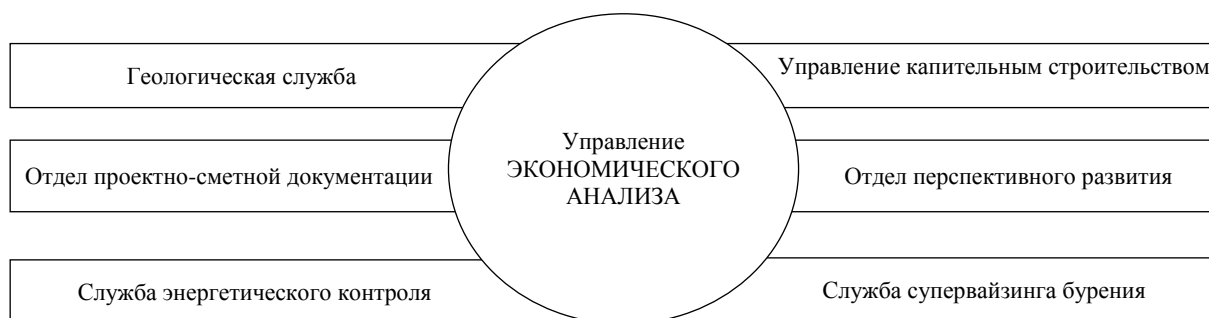 Геологическая служба
Управление капительным строительством
Управление
ЭКОНОМИЧЕСКОГО
АНАЛИЗА
Отдел проектно-сметной документации
Отдел перспективного развития
Служба энергетического контроля
Служба супервайзинга бурения